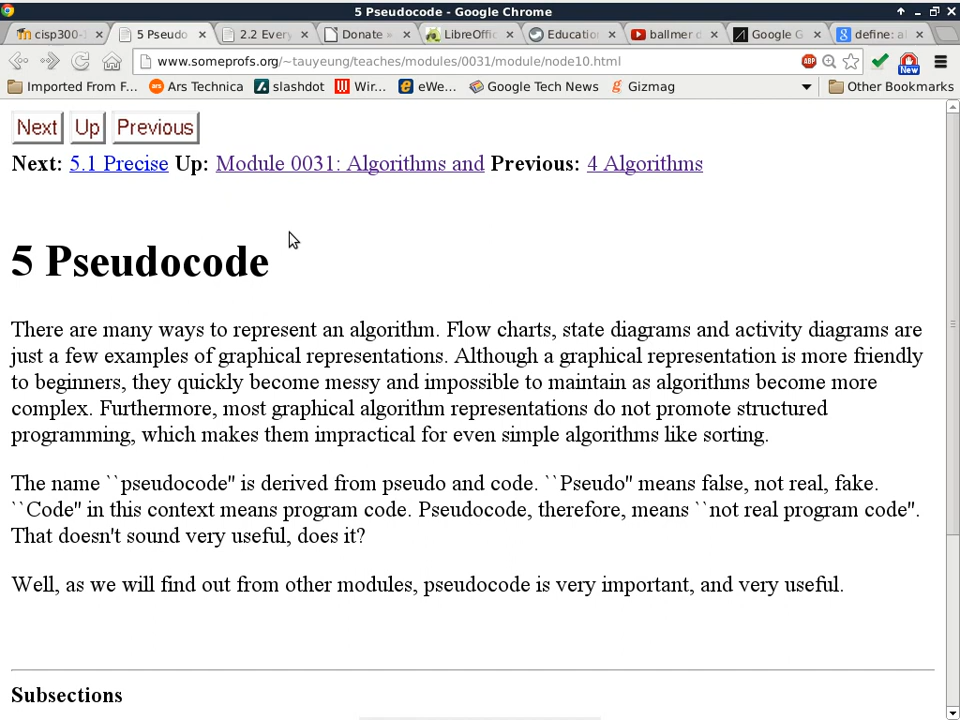 5 Pseudocode - Google Chrome
cisp300- 5 Pseudo 2.2 Every Donate LibreOffic Education ballmer d Google G define: al
www.someprofs.org/~tauyeung/teaches/modules/0031/module/node10.html ABP New
Imported From F... Ars Technica slashdot Wir... eWe... Google Tech News Gizmag Other Bookmarks
Next Up Previous
Next: 5.1 Precise Up: Module 0031: Algorithms and Previous: 4 Algorithms
5 Pseudocode
There are many ways to represent an algorithm. Flow charts, state diagrams and activity diagrams are
just a few examples of graphical representations. Although a graphical representation is more friendly
to beginners, they quickly become messy and impossible to maintain as algorithms become more
complex. Furthermore, most graphical algorithm representations do not promote structured
programming, which makes them impractical for even simple algorithms like sorting.
The name ``pseudocode'' is derived from pseudo and code. ``Pseudo'' means false, not real, fake.
``Code'' in this context means program code. Pseudocode, therefore, means ``not real program code''.
That doesn't sound very useful, does it?
Well, as we will find out from other modules, pseudocode is very important, and very useful.
Subsections